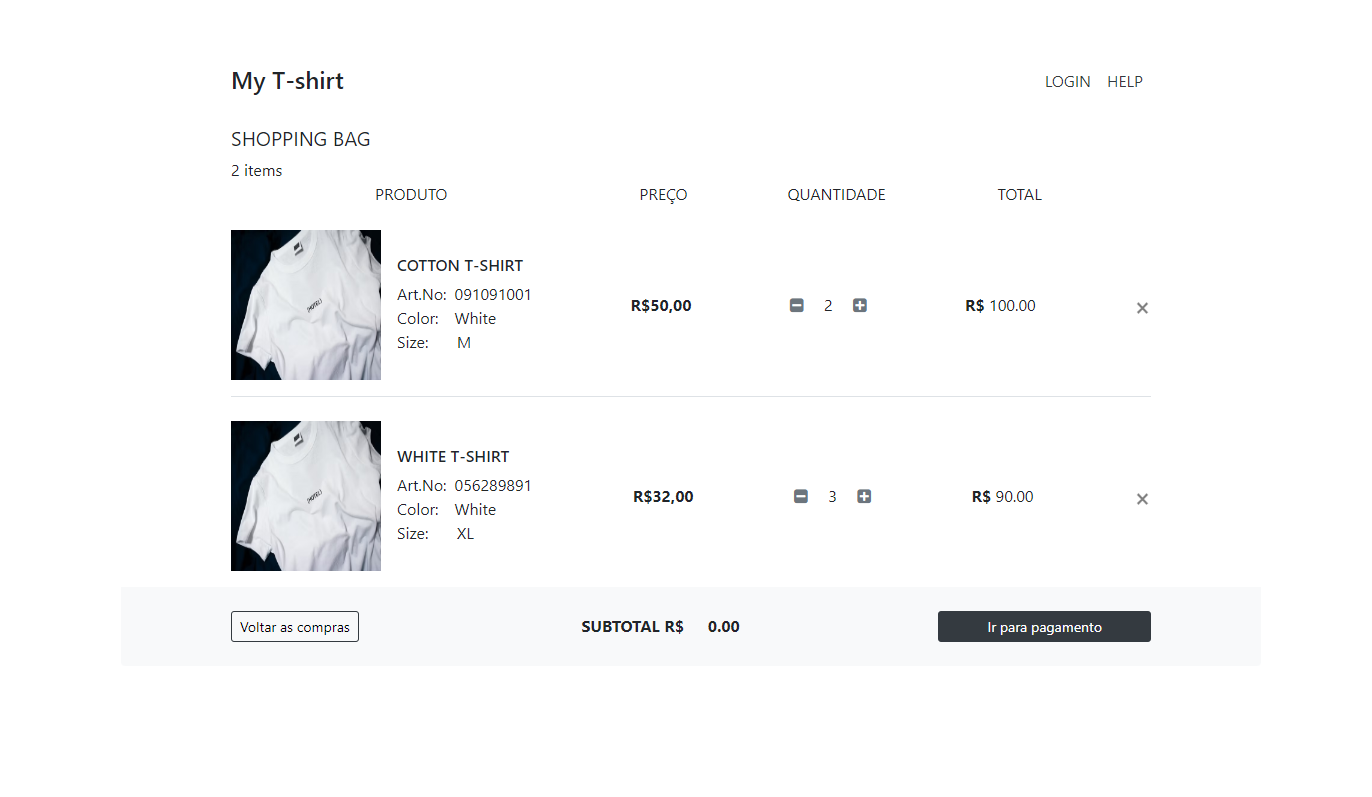 My T-shirt
LOGIN HELP
SHOPPING BAG
2 items
PRODUTO PREÇO QUANTIDADE TOTAL
COTTON T-SHIRT
Art.No: 091091001
Color: White
Size: M
R$50,00 2 R$ 100.00
WHITE T-SHIRT
Art.No: 056289891
Color: White
Size: XL
R$32,00 3 R$ 90.00
Voltar as compras SUBTOTAL R$ 0.00 Ir para pagamento